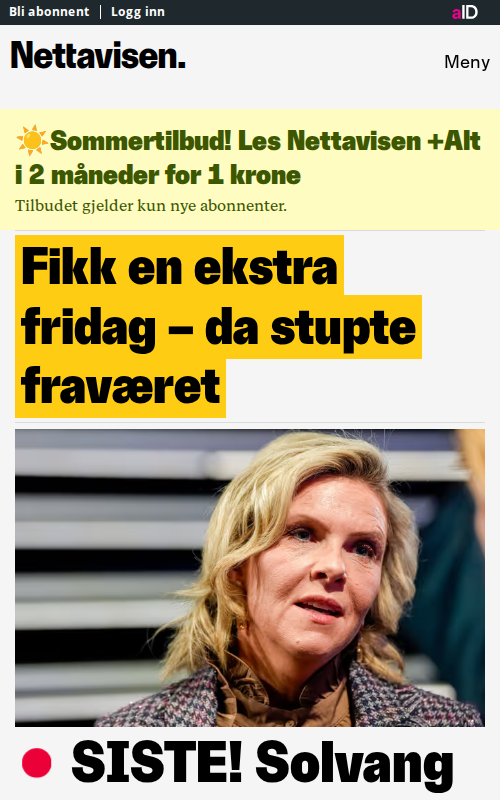 Bli abonnent | Logg inn
aID
Nettavisen.
Meny
☀️Sommertilbud! Les Nettavisen +Alt
i 2 måneder for 1 krone
Tilbudet gjelder kun nye abonnenter.
Fikk en ekstra
fridag – da stupte
fraværet
SISTE! Solvang